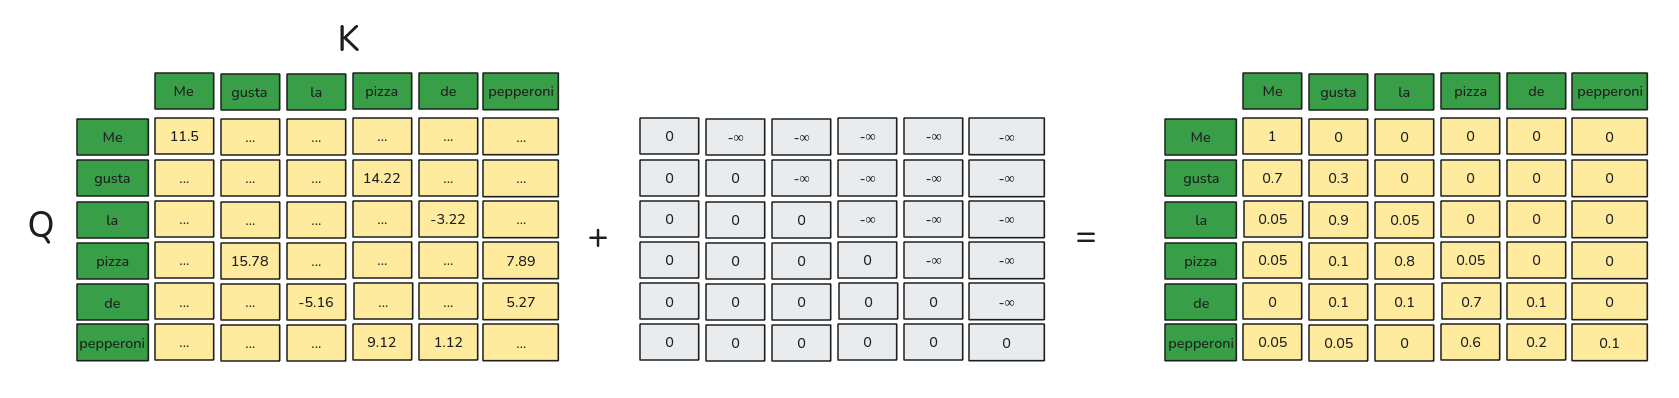 K
Me gusta la pizza de pepperoni
Me 11.5 ... ... ... ... ...
gusta ... ... ... 14.22 ... ...
la ... ... ... ... -3.22 ...
pizza ... 15.78 ... ... ... 7.89
de ... ... -5.16 ... ... 5.27
pepperoni ... ... ... 9.12 1.12 ...
Q
+
0 -∞ -∞ -∞ -∞ -∞
0 0 -∞ -∞ -∞ -∞
0 0 0 -∞ -∞ -∞
0 0 0 0 -∞ -∞
0 0 0 0 0 -∞
0 0 0 0 0 0
=
Me gusta la pizza de pepperoni
Me 1 0 0 0 0 0
gusta 0.7 0.3 0 0 0 0
la 0.05 0.9 0.05 0 0 0
pizza 0.05 0.1 0.8 0.05 0 0
de 0 0.1 0.1 0.7 0.1 0
pepperoni 0.05 0.05 0 0.6 0.2 0.1